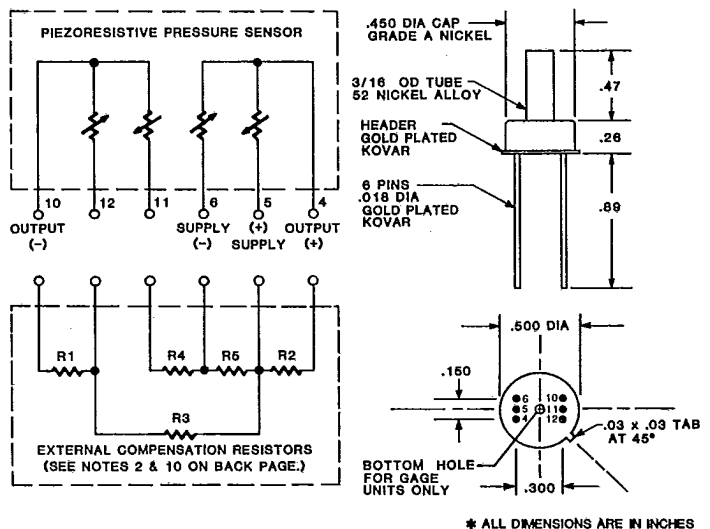 PIEZORESISTIVE PRESSURE SENSOR
10 12 11 6 5 4
OUTPUT (-)
SUPPLY (-)
(+) SUPPLY
OUTPUT (+)
R1 R4 R5 R2
R3
EXTERNAL COMPENSATION RESISTORS
(SEE NOTES 2 & 10 ON BACK PAGE.)
.450 DIA CAP
GRADE A NICKEL
3/16 OD TUBE
52 NICKEL ALLOY
.47
HEADER
GOLD PLATED
KOVAR
.26
6 PINS
.018 DIA
GOLD PLATED
KOVAR
.89
.500 DIA
.150
6 10
5 11
4 12
.03 x .03 TAB
AT 45°
BOTTOM HOLE
FOR GAGE
UNITS ONLY
.300
* ALL DIMENSIONS ARE IN INCHES